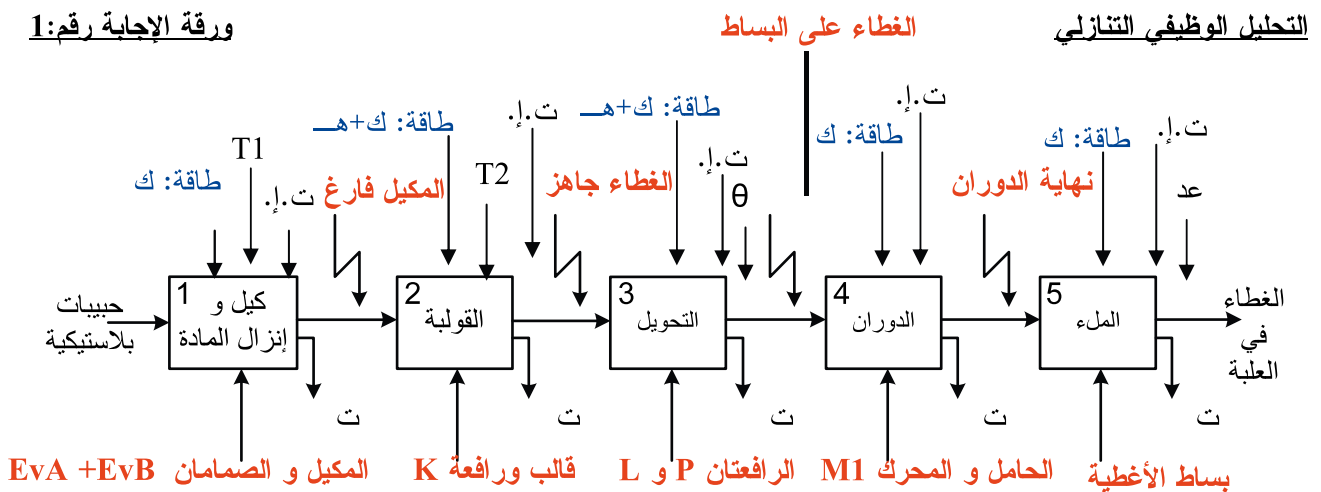 التحليل الوظيفي التنازلي
ورقة الإجابة رقم:1
الغطاء على البساط
طاقة: ك
T1
ت.إ.
المكيل فارغ
طاقة: ك+هـ
T2
ت.إ.
الغطاء جاهز
طاقة: ك+هـ
ت.إ.
θ
طاقة: ك
ت.إ.
نهاية الدوران
طاقة: ك
ت.إ.
عد
حبيبات
بلاستيكية
1
كيل و
إنزال المادة
2
القولبة
3
التحويل
4
الدوران
5
الملء
الغطاء
في
العلبة
ت
ت
ت
ت
ت
المكيل و الصمامان EvA +EvB
قالب ورافعة K
الرافعتان P و L
الحامل و المحرك M1
بساط الأغطية